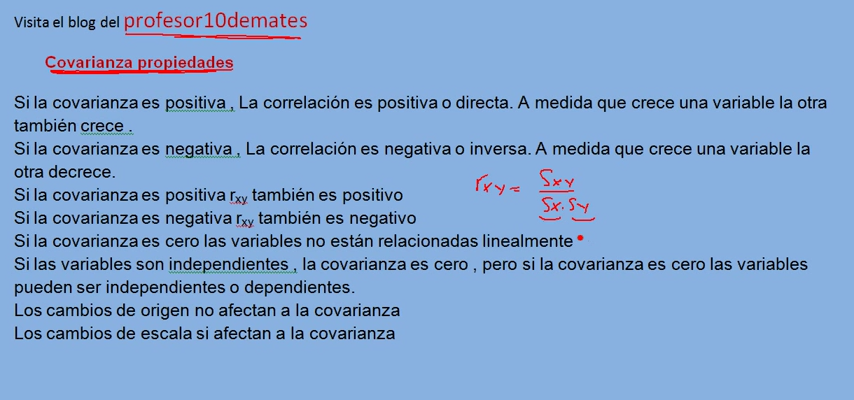 Visita el blog del profesor10demates
Covarianza propiedades
Si la covarianza es positiva , La correlación es positiva o directa. A medida que crece una variable la otra
también crece .
Si la covarianza es negativa , La correlación es negativa o inversa. A medida que crece una variable la
otra decrece.
Si la covarianza es positiva rxy también es positivo
Si la covarianza es negativa rxy también es negativo
rxy = Sxy / Sx . Sy
Si la covarianza es cero las variables no están relacionadas linealmente
Si las variables son independientes , la covarianza es cero , pero si la covarianza es cero las variables
pueden ser independientes o dependientes.
Los cambios de origen no afectan a la covarianza
Los cambios de escala si afectan a la covarianza